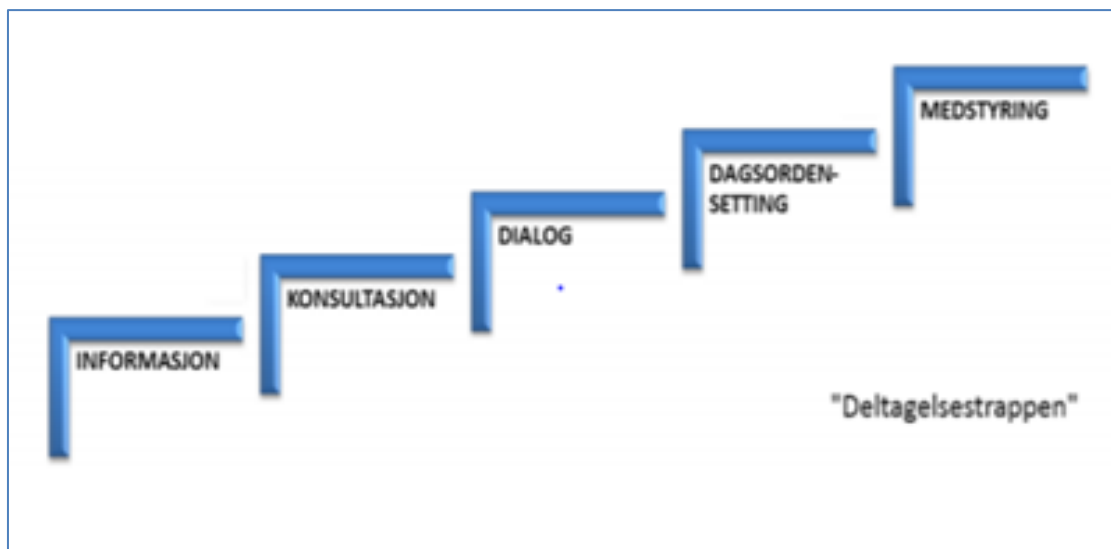 MEDSTYRING
DAGSORDEN-
SETTING
DIALOG
KONSULTASJON
INFORMASJON
"Deltagelsestrappen"